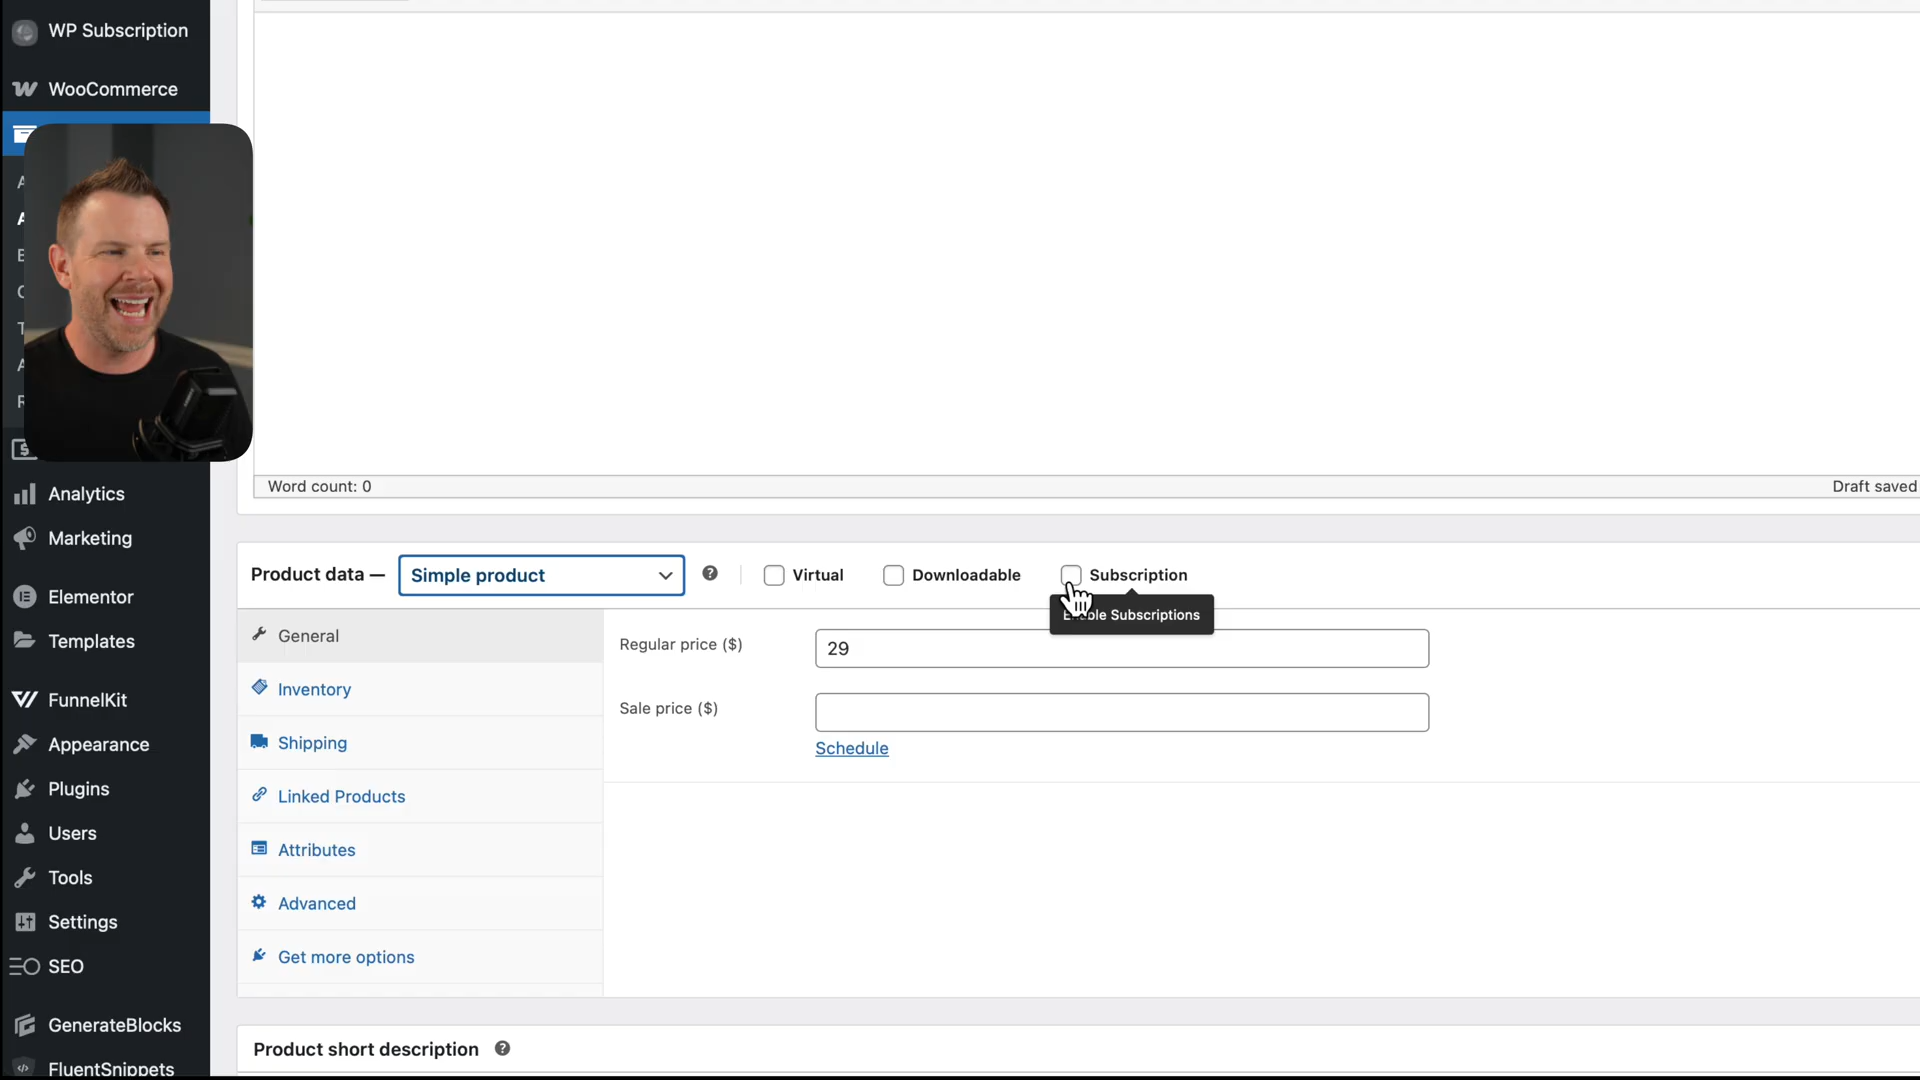 WP Subscription
WooCommerce
Analytics
Marketing
Elementor
Templates
FunnelKit
Appearance
Plugins
Users
Tools
Settings
SEO
GenerateBlocks
FluentSnippets
Word count: 0
Draft saved
Product data —
Simple product
Virtual
Downloadable
Subscription
Subscriptions
General
Inventory
Shipping
Linked Products
Attributes
Advanced
Get more options
Regular price ($)
29
Sale price ($)
Schedule
Product short description